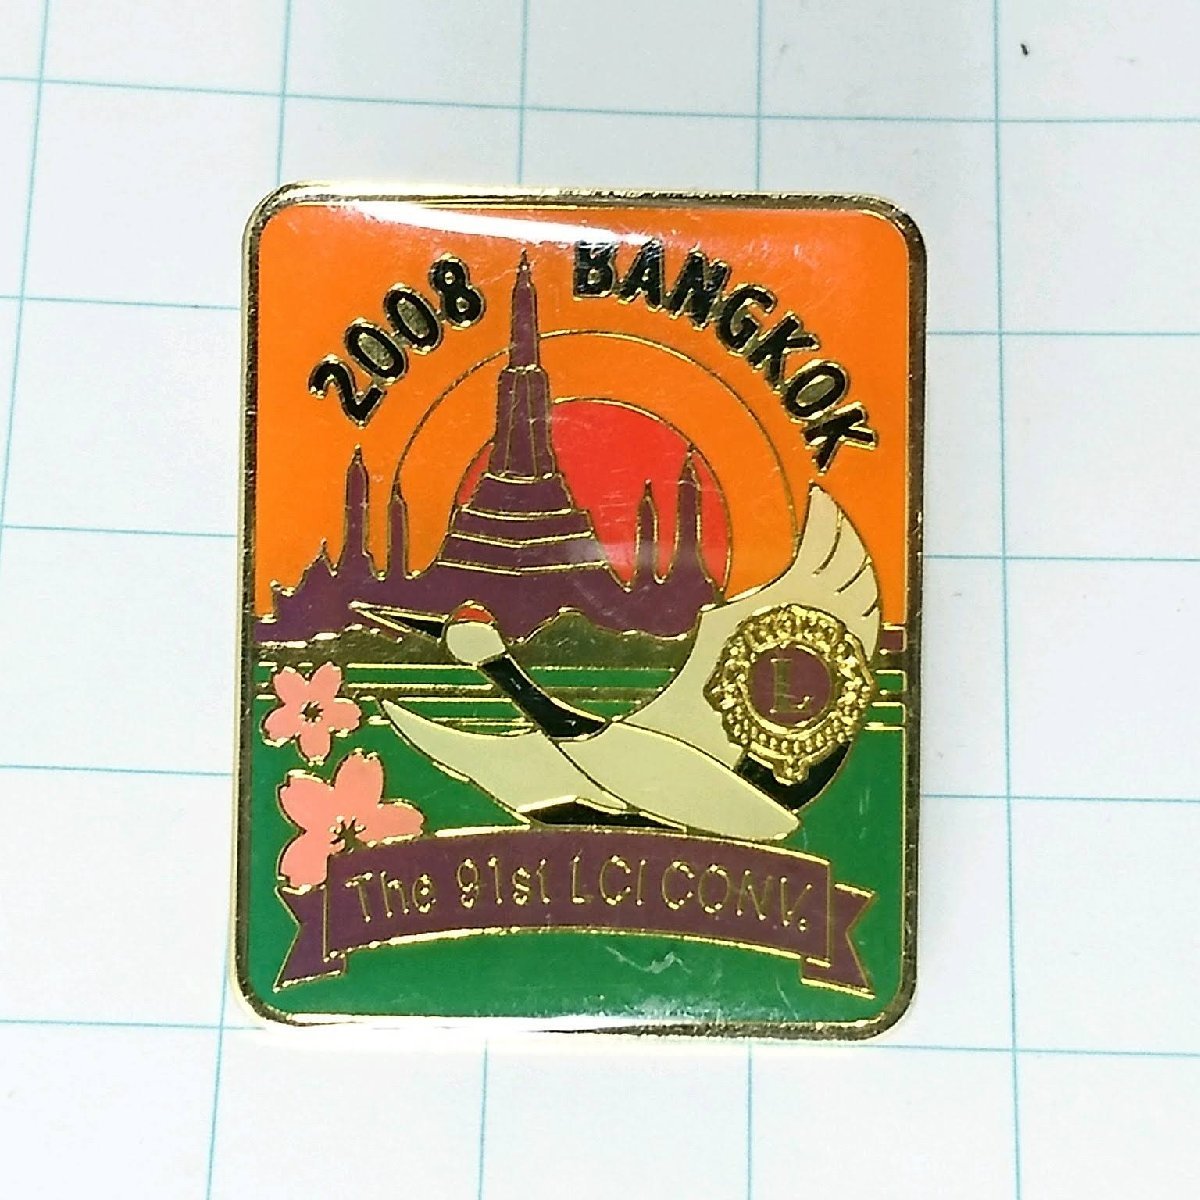 2008 BANGKOK
L
The 91st LCI CONV.